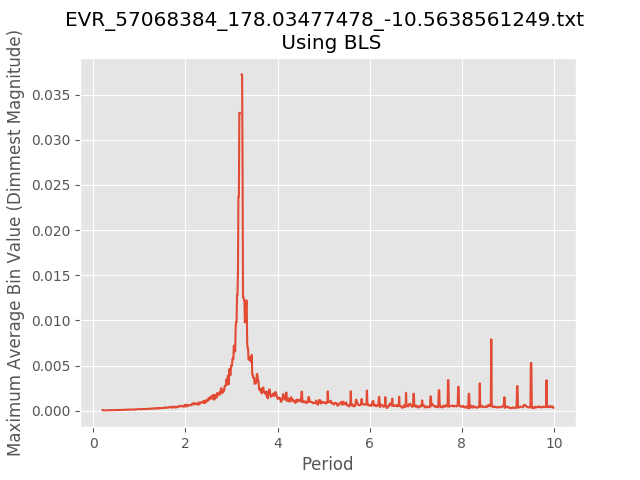 EVR_57068384_178.03477478_-10.5638561249.txt
Using BLS
Maximum Average Bin Value (Dimmest Magnitude)
0.035
0.030
0.025
0.020
0.015
0.010
0.005
0.000
0 2 4 6 8 10
Period